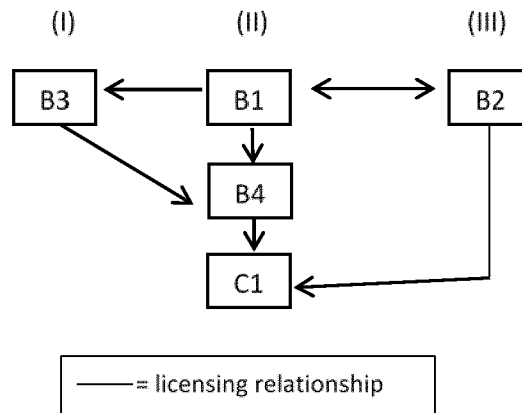 (I) (II) (III)
B3 B1 B2
B4
C1
= licensing relationship